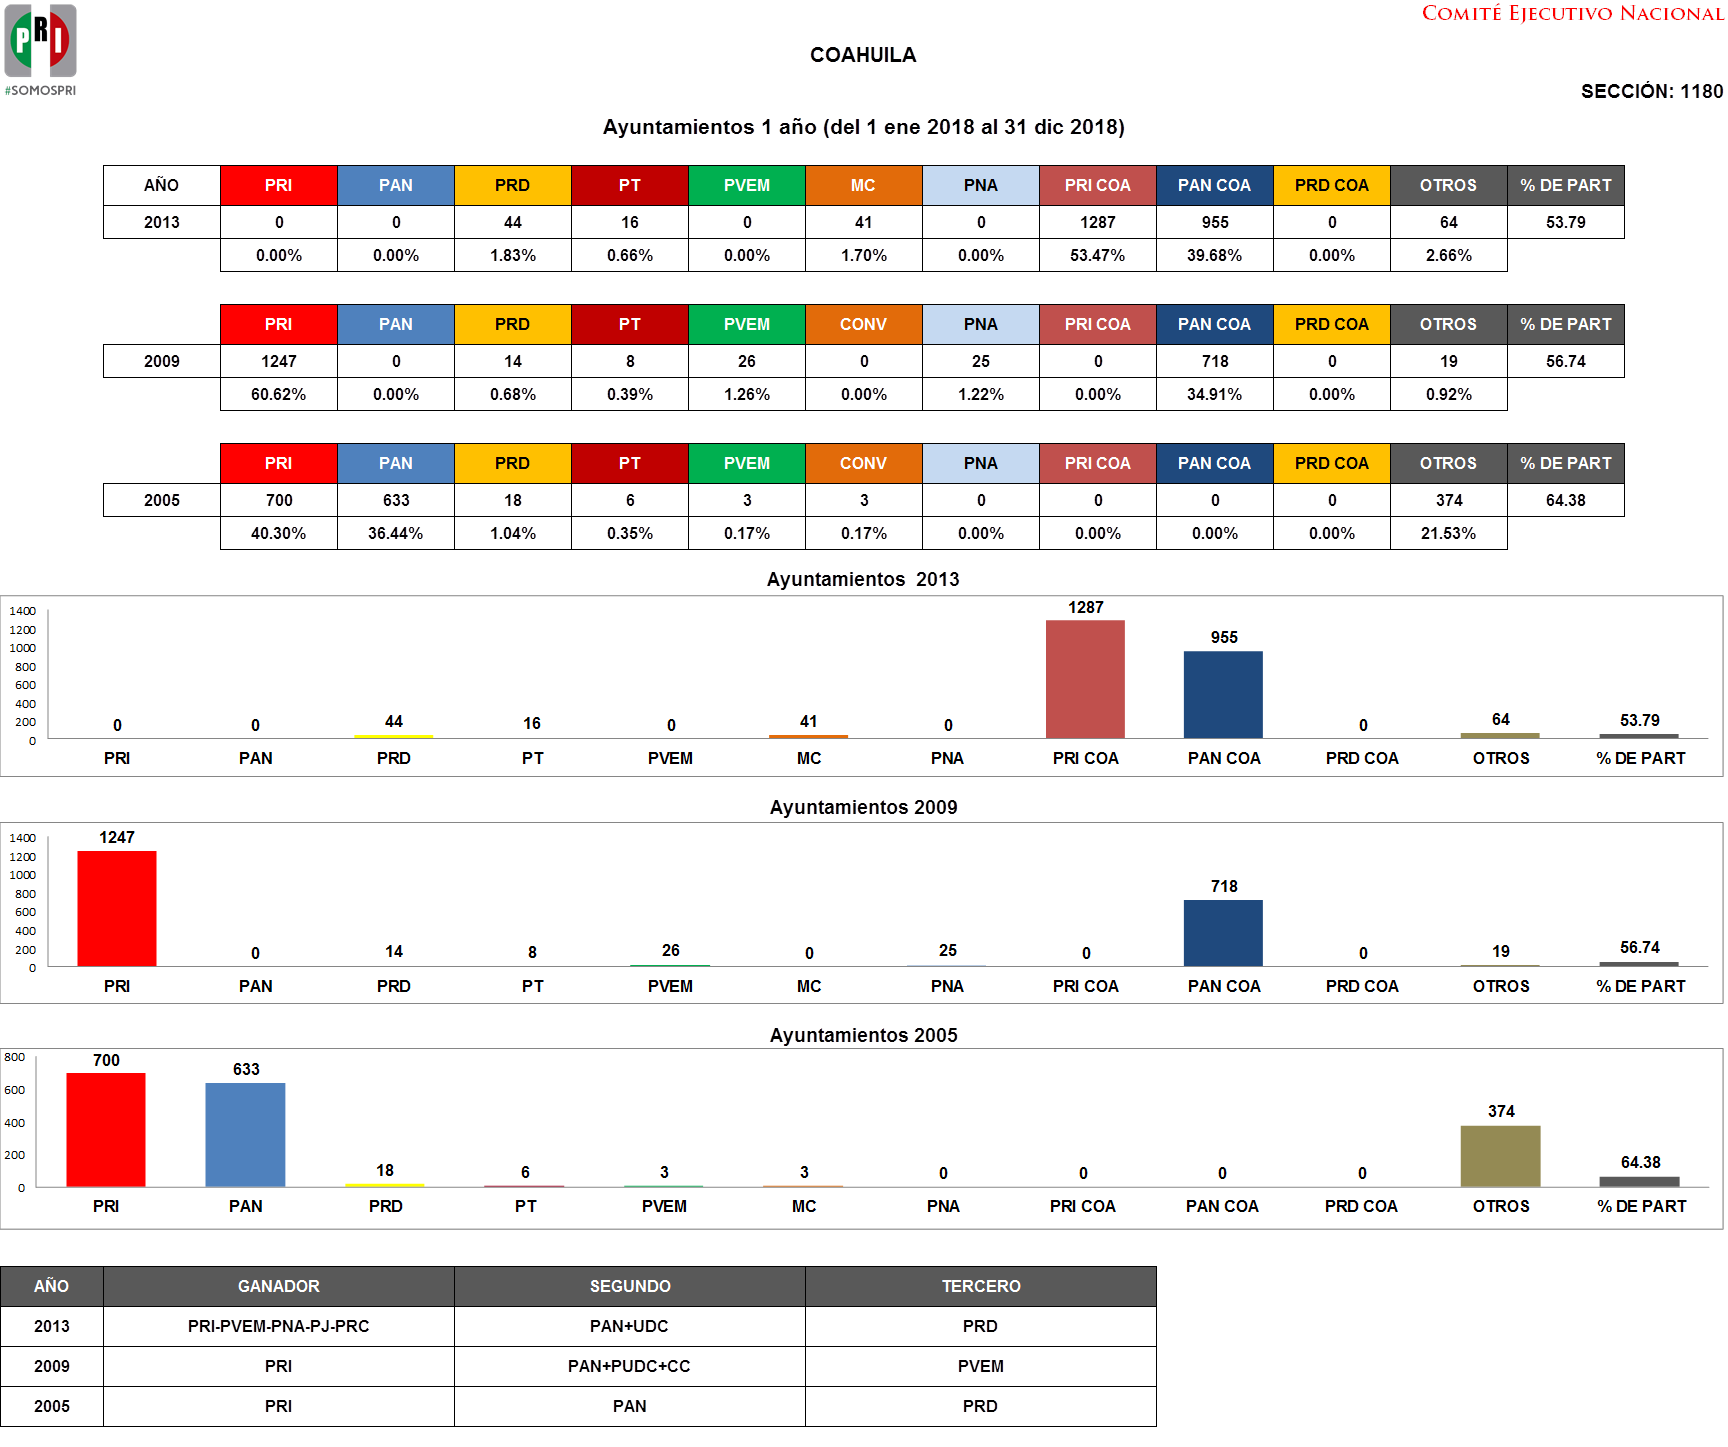 PRI
#SOMOSPRI
COMITÉ EJECUTIVO NACIONAL
COAHUILA
SECCIÓN: 1180
Ayuntamientos 1 año (del 1 ene 2018 al 31 dic 2018)
AÑO PRI PAN PRD PT PVEM MC PNA PRI COA PAN COA PRD COA OTROS % DE PART
2013 0 0 44 16 0 41 0 1287 955 0 64 53.79
0.00% 0.00% 1.83% 0.66% 0.00% 1.70% 0.00% 53.47% 39.68% 0.00% 2.66%
PRI PAN PRD PT PVEM CONV PNA PRI COA PAN COA PRD COA OTROS % DE PART
2009 1247 0 14 8 26 0 25 0 718 0 19 56.74
60.62% 0.00% 0.68% 0.39% 1.26% 0.00% 1.22% 0.00% 34.91% 0.00% 0.92%
PRI PAN PRD PT PVEM CONV PNA PRI COA PAN COA PRD COA OTROS % DE PART
2005 700 633 18 6 3 3 0 0 0 0 374 64.38
40.30% 36.44% 1.04% 0.35% 0.17% 0.17% 0.00% 0.00% 0.00% 0.00% 21.53%
Ayuntamientos 2013
1400
1200
1000
800
600
400
200
0
0 0 44 16 0 41 0 1287 955 0 64 53.79
PRI PAN PRD PT PVEM MC PNA PRI COA PAN COA PRD COA OTROS % DE PART
Ayuntamientos 2009
1400
1200
1000
800
600
400
200
0
1247 0 14 8 26 0 25 0 718 0 19 56.74
PRI PAN PRD PT PVEM MC PNA PRI COA PAN COA PRD COA OTROS % DE PART
Ayuntamientos 2005
800
600
400
200
0
700 633 18 6 3 3 0 0 0 0 374 64.38
PRI PAN PRD PT PVEM MC PNA PRI COA PAN COA PRD COA OTROS % DE PART
AÑO GANADOR SEGUNDO TERCERO
2013 PRI-PVEM-PNA-PJ-PRC PAN+UDC PRD
2009 PRI PAN+PUDC+CC PVEM
2005 PRI PAN PRD